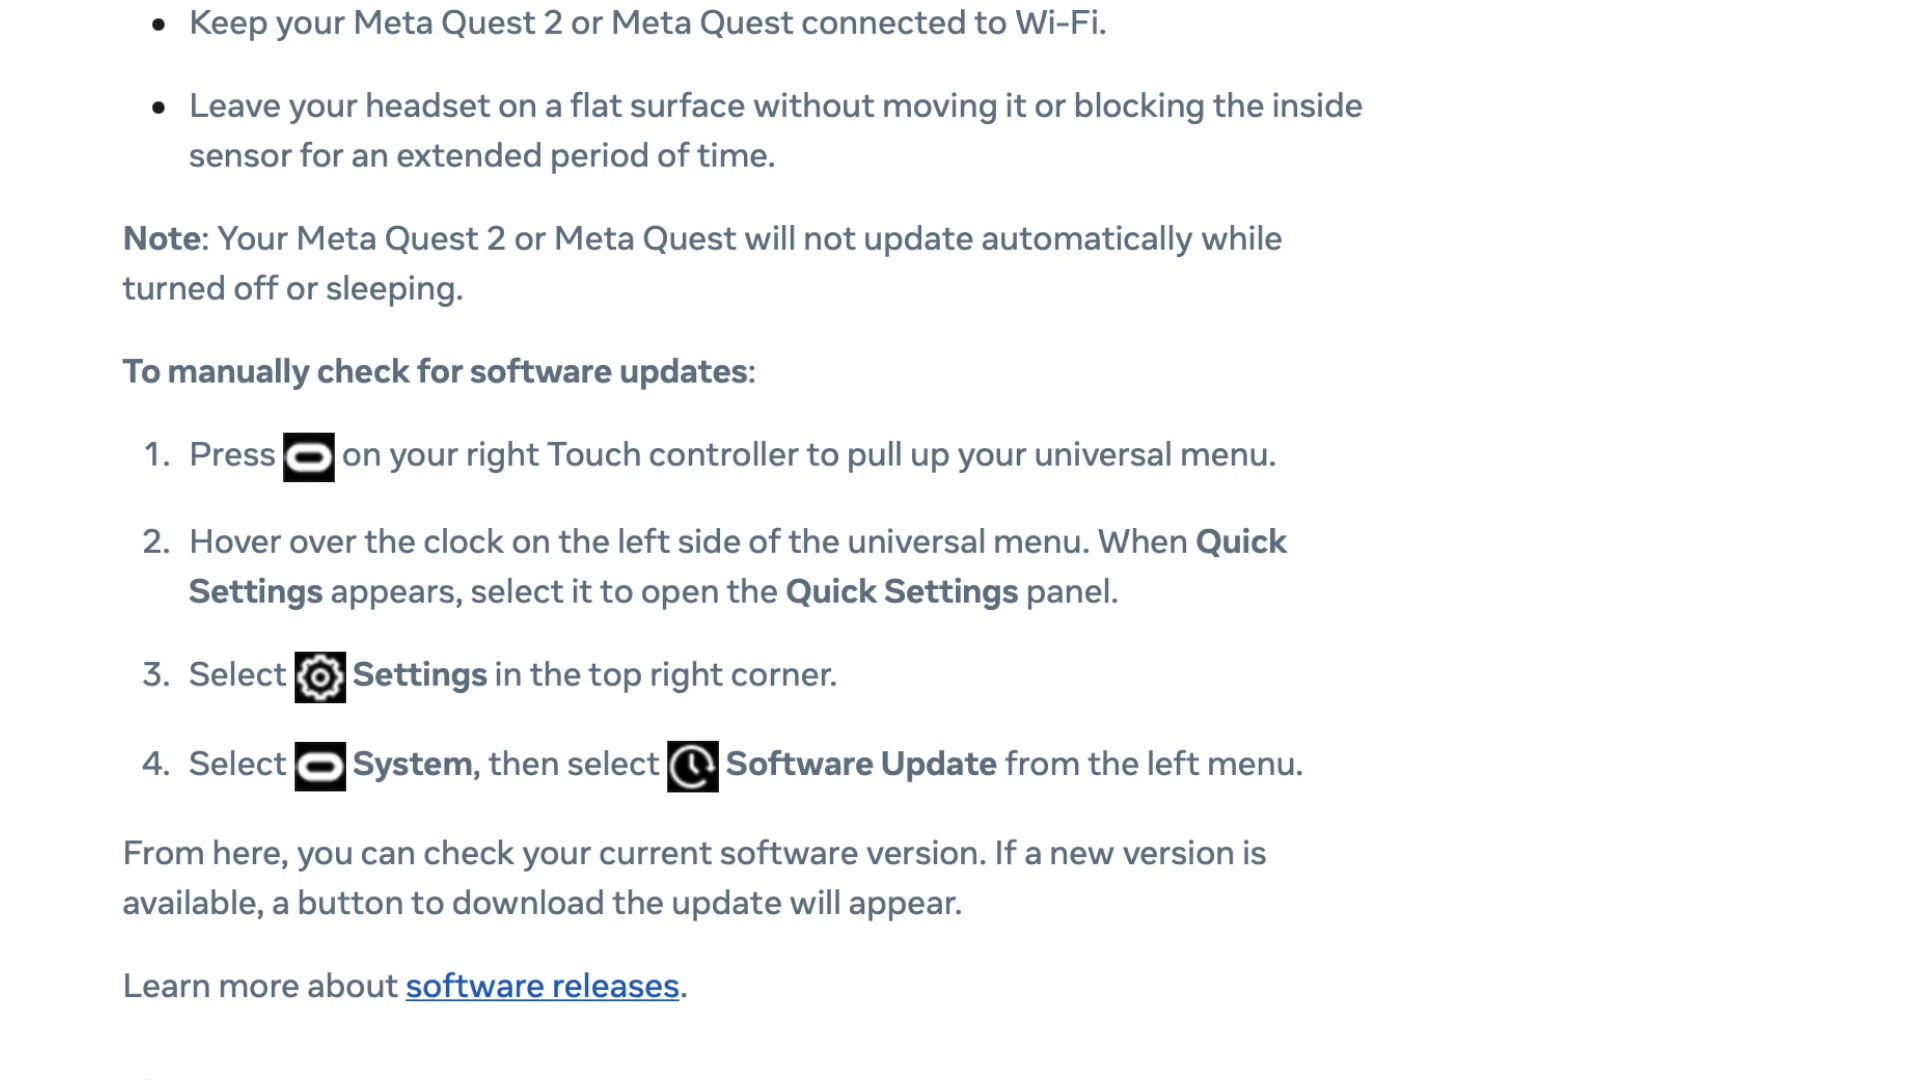 Keep your Meta Quest 2 or Meta Quest connected to Wi-Fi.
Leave your headset on a flat surface without moving it or blocking the inside
sensor for an extended period of time.
Note: Your Meta Quest 2 or Meta Quest will not update automatically while
turned off or sleeping.
To manually check for software updates:
1. Press on your right Touch controller to pull up your universal menu.
2. Hover over the clock on the left side of the universal menu. When Quick
Settings appears, select it to open the Quick Settings panel.
3. Select Settings in the top right corner.
4. Select System, then select Software Update from the left menu.
From here, you can check your current software version. If a new version is
available, a button to download the update will appear.
Learn more about software releases.